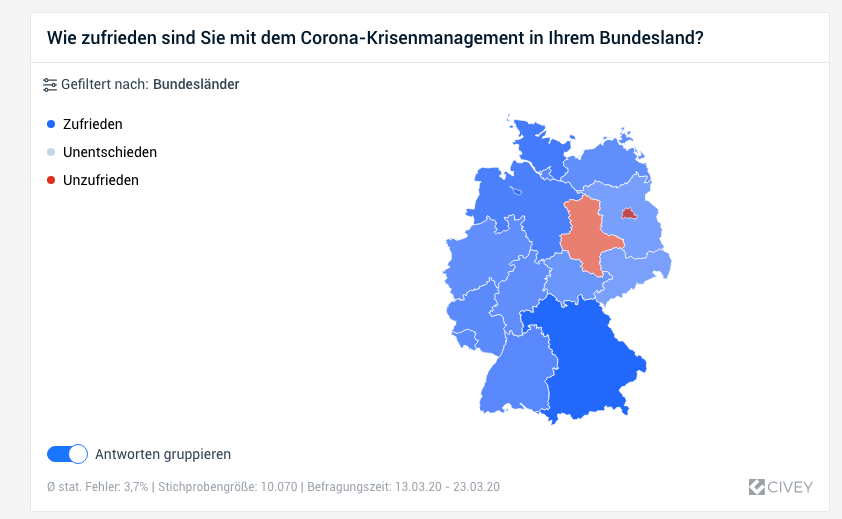 Wie zufrieden sind Sie mit dem Corona-Krisenmanagement in Ihrem Bundesland?
Gefiltert nach: Bundesländer
Zufrieden
Unentschieden
Unzufrieden
Antworten gruppieren
Ø stat. Fehler: 3,7% | Stichprobengröße: 10.070 | Befragungszeit: 13.03.20 - 23.03.20
CIVEY